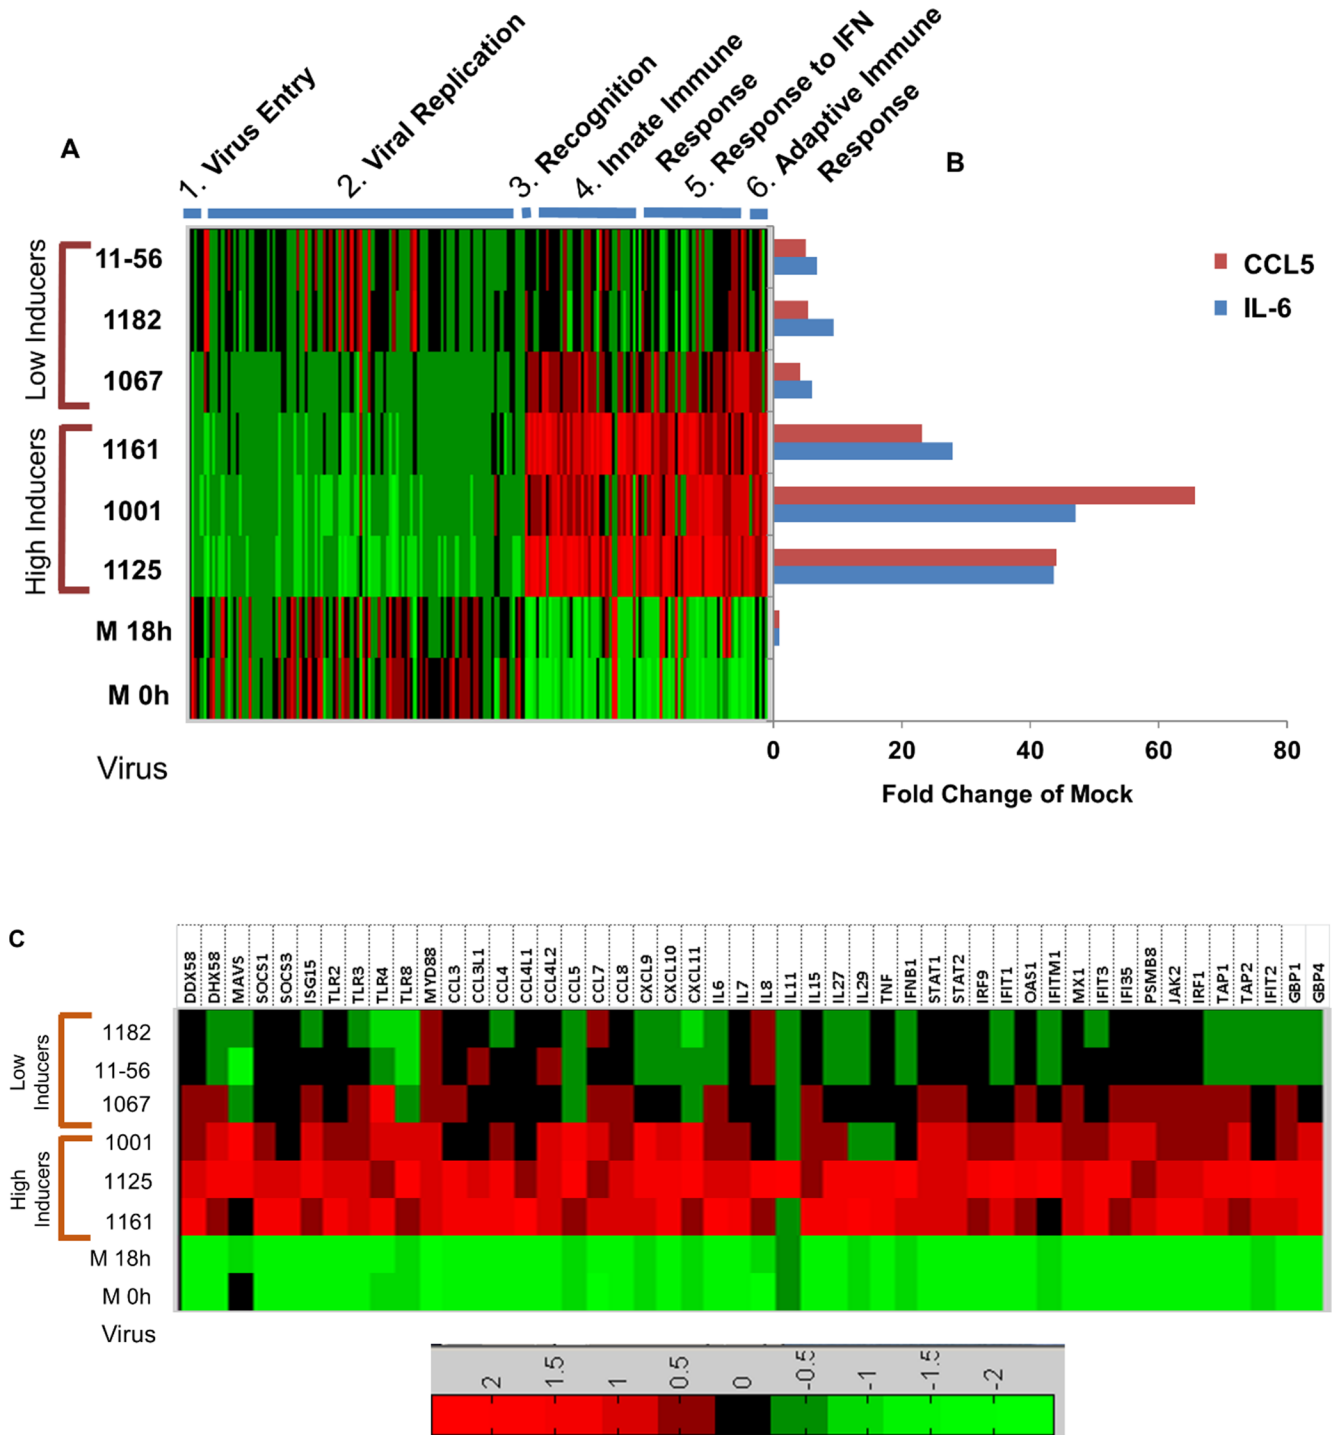 A
1. Virus Entry
2. Viral Replication
3. Recognition
4. Innate Immune
Response
5. Response to IFN
6. Adaptive Immune
Response
B
Low Inducers
High Inducers
11-56
1182
1067
1161
1001
1125
M 18h
M 0h
Virus
CCL5
IL-6
0 20 40 60 80
Fold Change of Mock
C
DDX58
DHX58
MAVS
SOCS1
SOCS3
ISG15
TLR2
TLR3
TLR4
TLR8
MYD88
CCL3
CCL3L1
CCL4
CCL4L1
CCL4L2
CCL5
CCL7
CCL8
CXCL9
CXCL10
CXCL11
IL6
IL7
IL8
IL11
IL15
IL27
IL29
TNF
IFNB1
STAT1
STAT2
IRF9
IFIT1
OAS1
IFITM1
MX1
IFIT3
IFI35
PSMB8
JAK2
IRF1
TAP1
TAP2
IFIT2
GBP1
GBP4
Low
Inducers
High
Inducers
1182
11-56
1067
1001
1125
1161
M 18h
M 0h
Virus
2 1.5 1 0.5 0 -0.5 -1 -1.5 -2